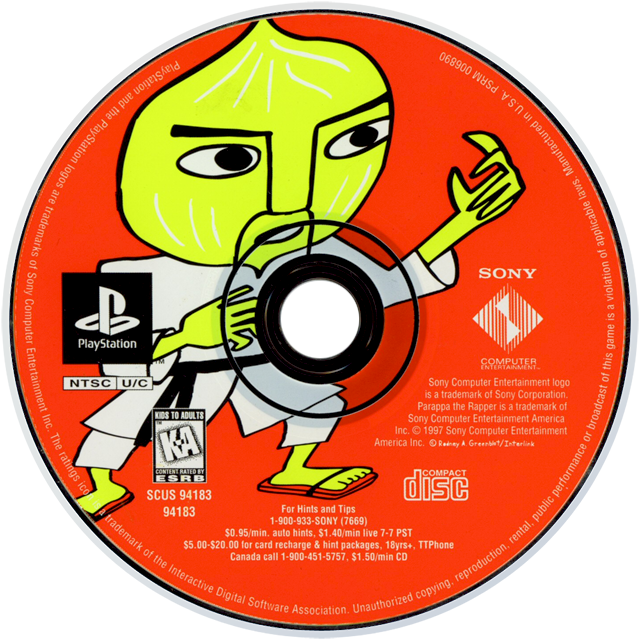 PlayStation and the PlayStation logos are trademarks of Sony Computer Entertainment Inc. The ratings icon is a trademark of the Interactive Digital Software Association. Unauthorized copying, reproduction, rental, public performance or broadcast of this game is a violation of applicable laws. Manufactured in U.S.A. PSRM 006890
PlayStation
TM
NTSC U/C
SONY
COMPUTER
ENTERTAINMENT
Sony Computer Entertainment logo
is a trademark of Sony Corporation.
Parappa the Rapper is a trademark of
Sony Computer Entertainment America
Inc. © 1997 Sony Computer Entertainment
America Inc. © Rodney A. Greenblat/Interlink
KIDS TO ADULTS
K-A
CONTENT RATED BY
ESRB
SCUS 94183
94183
COMPACT
disc
For Hints and Tips
1-900-933-SONY (7669)
$0.95/min. auto hints, $1.40/min live 7-7 PST
$5.00-$20.00 for card recharge & hint packages, 18yrs+, TTPhone
Canada call 1-900-451-5757, $1.50/min CD